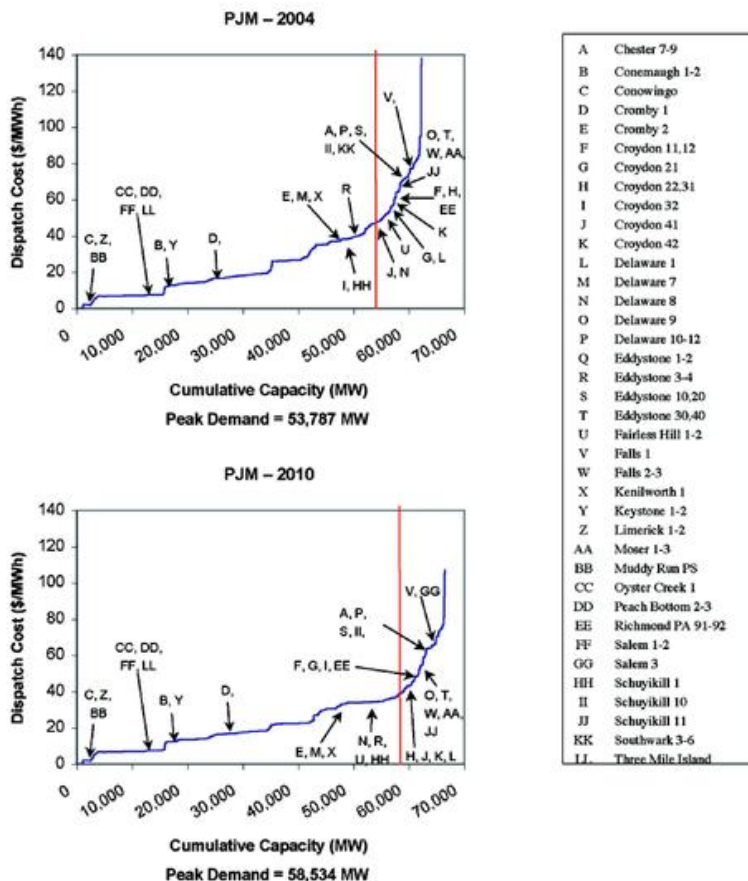 PJM – 2004
140
120
100
80
60
40
20
0
Dispatch Cost ($/MWh)
V,
A, P, S,
II, KK
O, T,
W, AA,
JJ
CC, DD,
FF, LL
E, M, X
R
F, H,
EE
K
C, Z,
BB
B, Y
D,
U
G, L
J, N
I, HH
0
10,000
20,000
30,000
40,000
50,000
60,000
70,000
Cumulative Capacity (MW)
Peak Demand = 53,787 MW
PJM – 2010
140
120
100
80
60
40
20
0
Dispatch Cost ($/MWh)
V, GG
A, P,
S, II,
CC, DD,
FF, LL
F, G, I, EE
C, Z,
BB
B, Y
D,
O, T,
W, AA,
JJ
E, M, X
N, R,
U, HH
H, J, K, L
0
10,000
20,000
30,000
40,000
50,000
60,000
70,000
Cumulative Capacity (MW)
Peak Demand = 58,534 MW
A Chester 7-9
B Conemaugh 1-2
C Conowingo
D Cromby 1
E Cromby 2
F Croydon 11,12
G Croydon 21
H Croydon 22,31
I Croydon 32
J Croydon 41
K Croydon 42
L Delaware 1
M Delaware 7
N Delaware 8
O Delaware 9
P Delaware 10-12
Q Eddystone 1-2
R Eddystone 3-4
S Eddystone 10,20
T Eddystone 30,40
U Fairless Hill 1-2
V Falls 1
W Falls 2-3
X Kenilworth 1
Y Keystone 1-2
Z Limerick 1-2
AA Moser 1-3
BB Muddy Run PS
CC Oyster Creek 1
DD Peach Bottom 2-3
EE Richmond PA 91-92
FF Salem 1-2
GG Salem 3
HH Schuyikill 1
II Schuyikill 10
JJ Schuyikill 11
KK Southwark 3-6
LL Three Mile Island